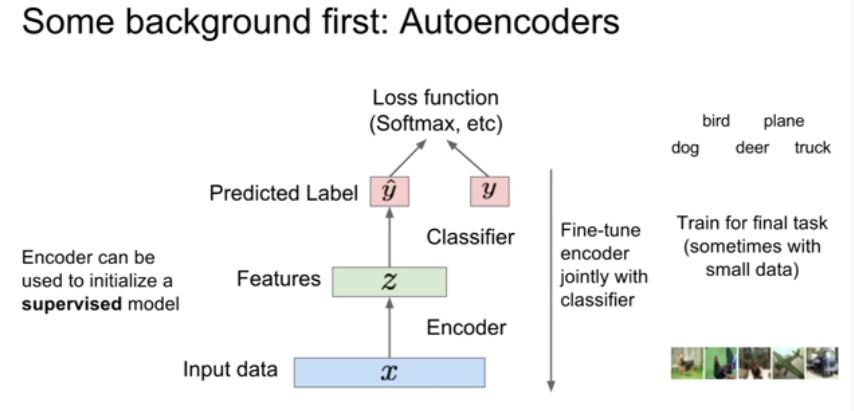 Some background first: Autoencoders
Loss function
(Softmax, etc)
bird plane
dog deer truck
Predicted Label
ŷ
y
Classifier
Fine-tune
encoder
jointly with
classifier
Train for final task
(sometimes with
small data)
Encoder can be
used to initialize a
supervised model
Features
z
Encoder
Input data
x